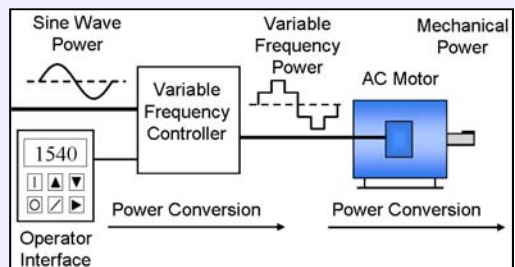 Sine Wave
Power
Variable
Frequency
Power
Mechanical
Power
AC Motor
Variable
Frequency
Controller
1540
Operator
Interface
Power Conversion
Power Conversion